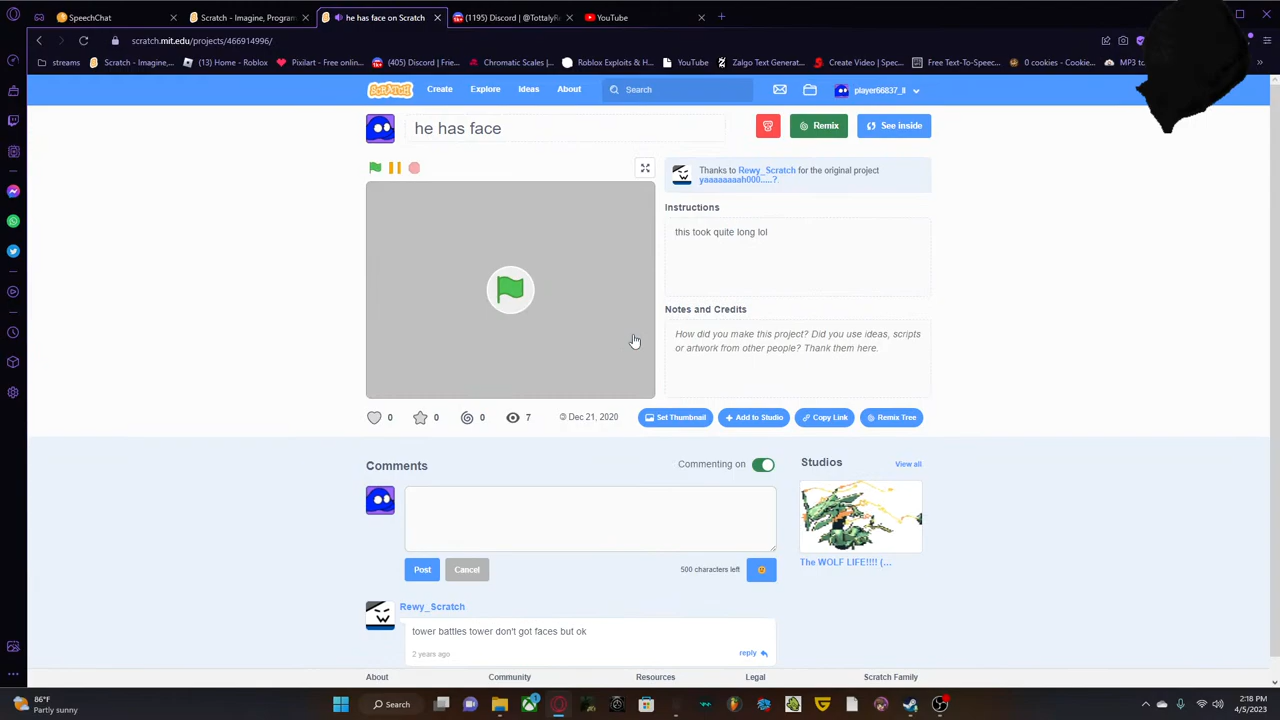 SpeechChat
Scratch - Imagine, Program
he has face on Scratch
(1195) Discord | @TottalyR
YouTube
scratch.mit.edu/projects/466914996/
streams
Scratch - Imagine,...
(13) Home - Roblox
Pixilart - Free onlin...
(405) Discord | Frie...
Chromatic Scales |...
Roblox Exploits & H...
YouTube
Zalgo Text Generat...
Create Video | Spec...
Free Text-To-Speec...
0 cookies - Cookie...
MP3 to
SCRATCH
Create
Explore
Ideas
About
Search
player66837_II
he has face
Remix
See inside
Thanks to Rewy_Scratch for the original project
yaaaaaaaah000.....?.
Instructions
this took quite long lol
Notes and Credits
How did you make this project? Did you use ideas, scripts
or artwork from other people? Thank them here.
0
0
0
7
© Dec 21, 2020
Set Thumbnail
Add to Studio
Copy Link
Remix Tree
Comments
Commenting on
Studios
View all
The WOLF LIFE!!!! (...
Post
Cancel
500 characters left
Rewy_Scratch
tower battles tower don't got faces but ok
2 years ago
reply
About
Community
Resources
Legal
Scratch Family
86°F
Partly sunny
Search
2:18 PM
4/5/2023